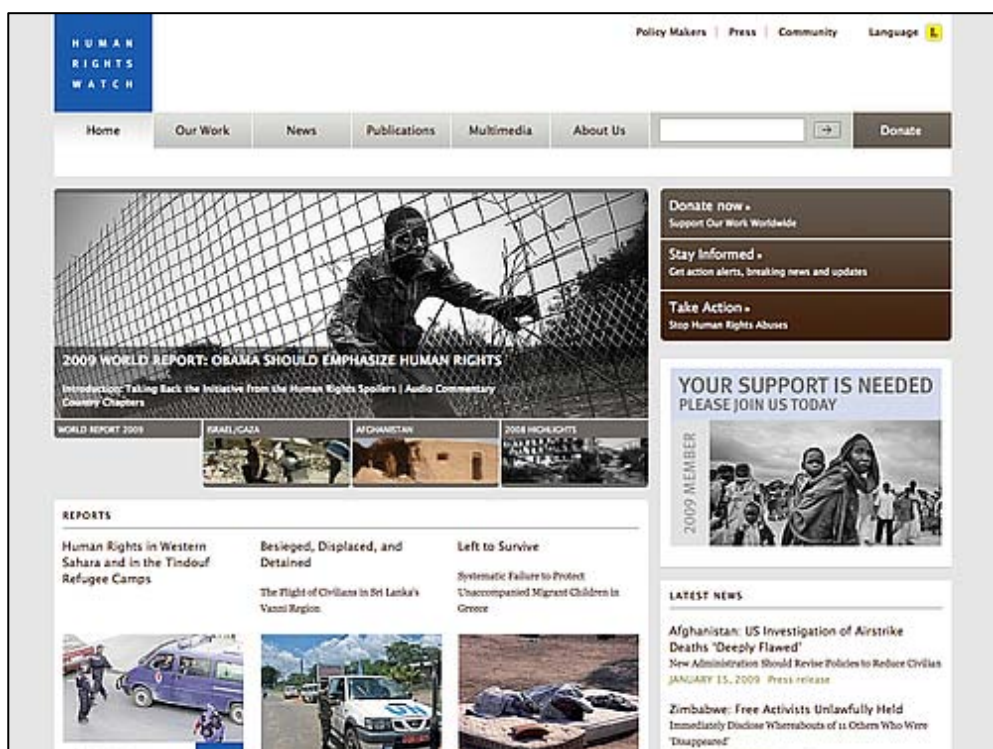 HUMAN
RIGHTS
WATCH
Policy Makers | Press | Community Language
Home Our Work News Publications Multimedia About Us → Donate
2009 WORLD REPORT: OBAMA SHOULD EMPHASIZE HUMAN RIGHTS
Introduction: Taking Back the Initiative from the Human Rights Spoilers | Audio Commentary
Country Chapters
WORLD REPORT 2009 ISRAEL/GAZA AFGHANISTAN 2008 HIGHLIGHTS
Donate now »
Support Our Work Worldwide
Stay Informed »
Get action alerts, breaking news and updates
Take Action »
Stop Human Rights Abuses
YOUR SUPPORT IS NEEDED
PLEASE JOIN US TODAY
2009 MEMBER
REPORTS
Human Rights in Western
Sahara and in the Tindouf
Refugee Camps
Besieged, Displaced, and
Detained
The Plight of Civilians in Sri Lanka's
Vanni Region
Left to Survive
Systematic Failure to Protect
Unaccompanied Migrant Children in
Greece
UN
LATEST NEWS
Afghanistan: US Investigation of Airstrike
Deaths 'Deeply Flawed'
New Administration Should Revise Policies to Reduce Civilian
JANUARY 15, 2009 Press release
Zimbabwe: Free Activists Unlawfully Held
Immediately Disclose Whereabouts of 11 Others Who Were
'Disappeared'